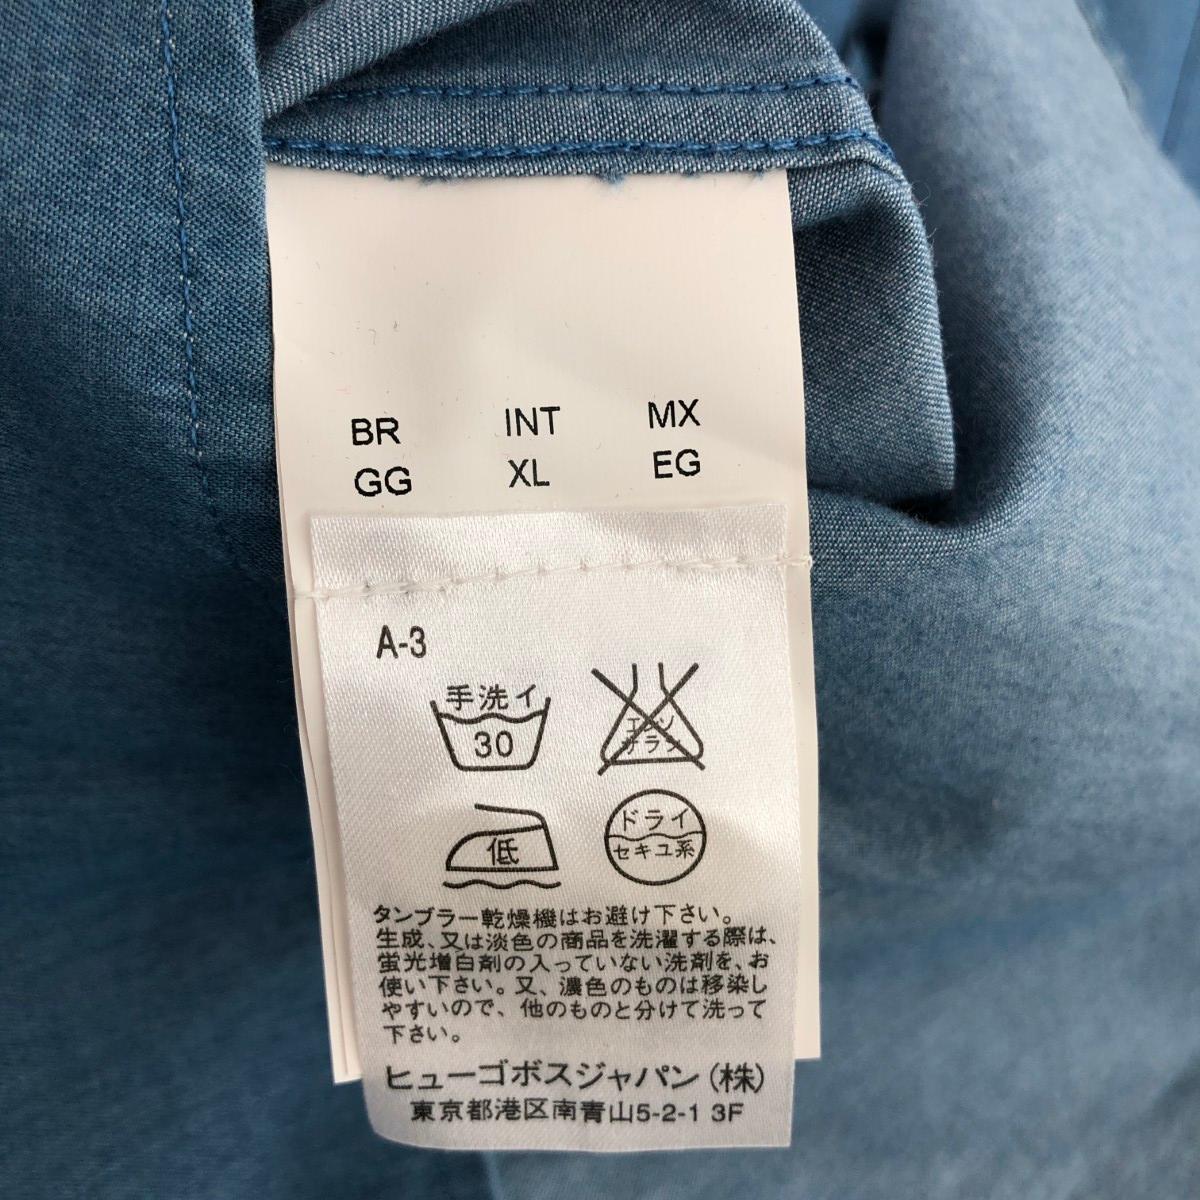 BR INT MX
GG XL EG
A-3
手洗イ
30
エンソ
サラシ
低
ドライ
セキユ系
タンブラー乾燥機はお避け下さい。
生成、又は淡色の商品を洗濯する際は、
蛍光増白剤の入っていない洗剤を、お
使い下さい。又、濃色のものは移染し
やすいので、他のものと分けて洗って
下さい。
ヒューゴボスジャパン(株)
東京都港区南青山5-2-1 3F